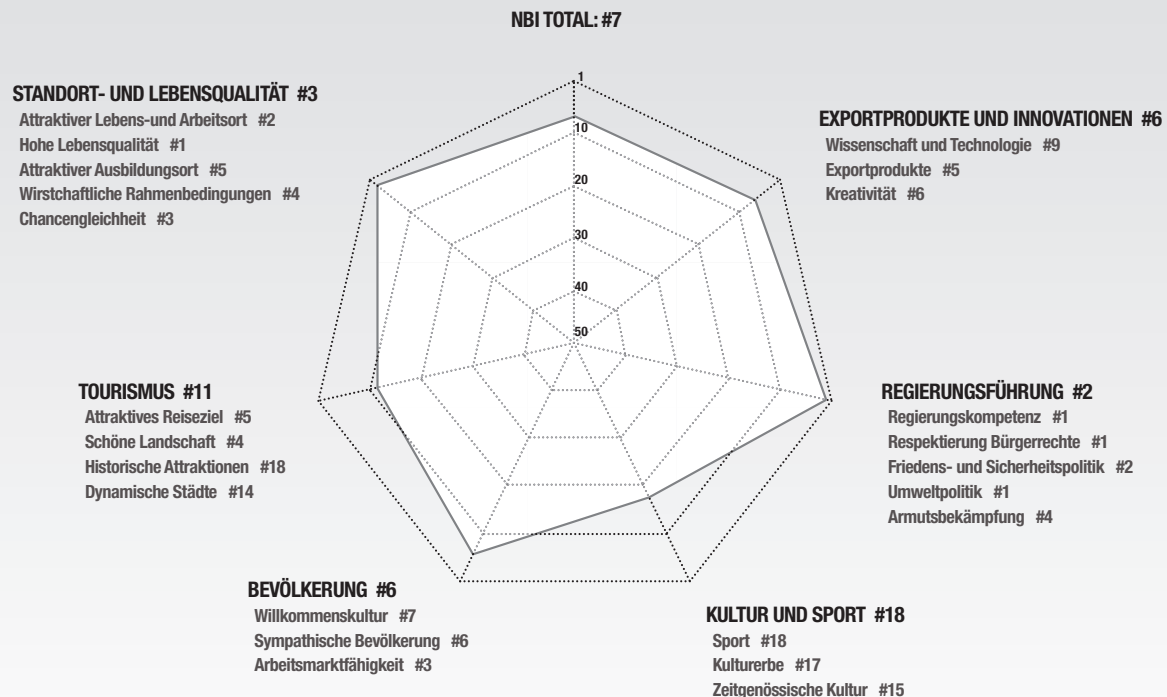 NBI TOTAL: #7
STANDORT- UND LEBENSQUALITÄT #3
Attraktiver Lebens-und Arbeitsort #2
Hohe Lebensqualität #1
Attraktiver Ausbildungsort #5
Wirstchaftliche Rahmenbedingungen #4
Chancengleichheit #3
1
10
20
30
40
50
EXPORTPRODUKTE UND INNOVATIONEN #6
Wissenschaft und Technologie #9
Exportprodukte #5
Kreativität #6
TOURISMUS #11
Attraktives Reiseziel #5
Schöne Landschaft #4
Historische Attraktionen #18
Dynamische Städte #14
REGIERUNGSFÜHRUNG #2
Regierungskompetenz #1
Respektierung Bürgerrechte #1
Friedens- und Sicherheitspolitik #2
Umweltpolitik #1
Armutsbekämpfung #4
BEVÖLKERUNG #6
Willkommenskultur #7
Sympathische Bevölkerung #6
Arbeitsmarktfähigkeit #3
KULTUR UND SPORT #18
Sport #18
Kulturerbe #17
Zeitgenössische Kultur #15